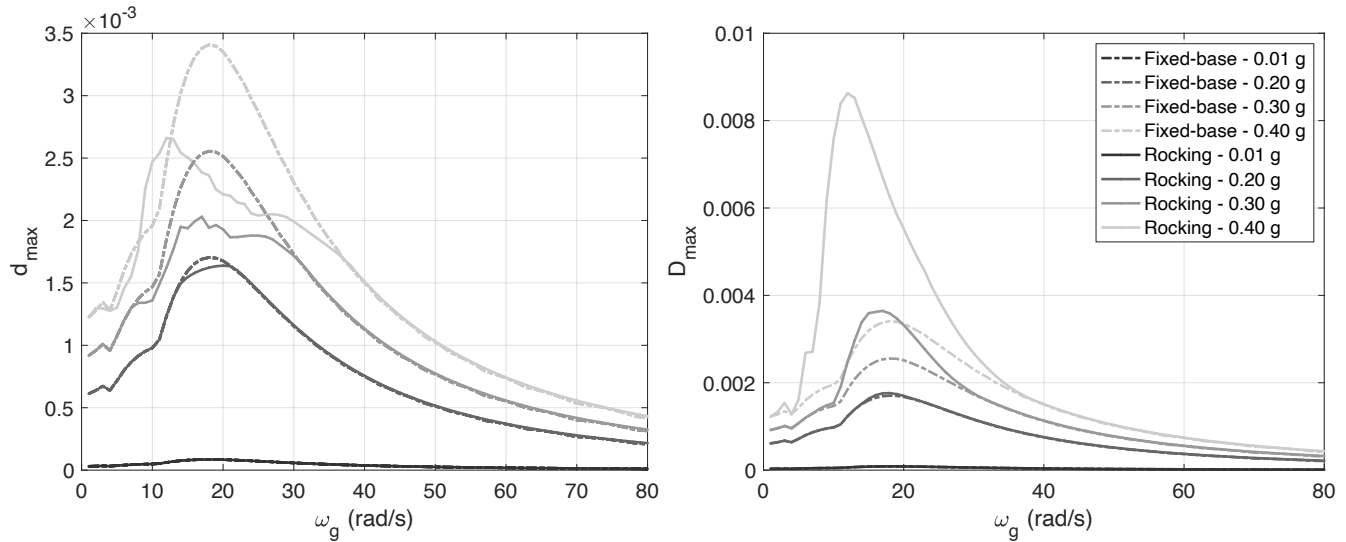 ×10⁻³
3.5
3
2.5
2
1.5
1
0.5
0
0 10 20 30 40 50 60 70 80
d_max
ω_g (rad/s)
0.01
0.008
0.006
0.004
0.002
0
0 20 40 60 80
D_max
ω_g (rad/s)
Fixed-base - 0.01 g
Fixed-base - 0.20 g
Fixed-base - 0.30 g
Fixed-base - 0.40 g
Rocking - 0.01 g
Rocking - 0.20 g
Rocking - 0.30 g
Rocking - 0.40 g